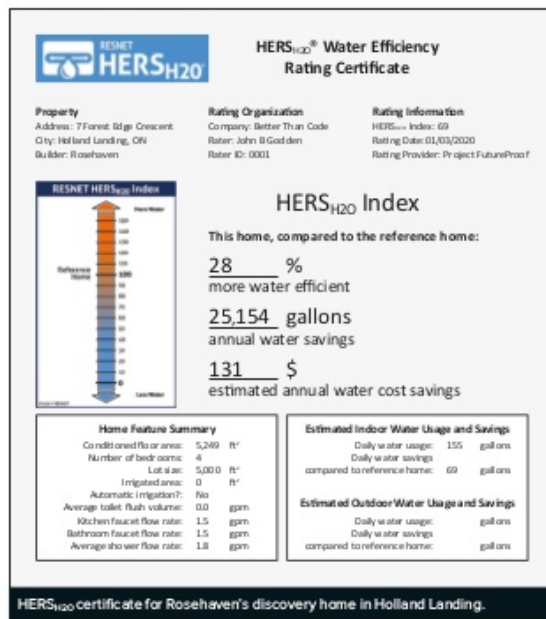 RESNET
HERSH2O®
HERSH2O® Water Efficiency
Rating Certificate
Property
Address: 7 Forest Edge Crescent
City: Holland Landing, ON
Builder: Rosehaven
Rating Organization
Company: Better Than Code
Rater: John B Godden
Rater ID: 0001
Rating Information
HERSH2O Index: 69
Rating Date: 01/03/2020
Rating Provider: Project FutureProof
RESNET HERSH2O Index
More Water
Reference
Home
100
0
Less Water
HERSH2O Index
This home, compared to the reference home:
28 %
more water efficient
25,154 gallons
annual water savings
131 $
estimated annual water cost savings
Home Feature Summary
Conditioned floor area: 5,249 ft²
Number of bedrooms: 4
Lot size: 5,000 ft²
Irrigated area: 0 ft²
Automatic irrigation?: No
Average toilet flush volume: 0.0 gpm
Kitchen faucet flow rate: 1.5 gpm
Bathroom faucet flow rate: 1.5 gpm
Average shower flow rate: 1.8 gpm
Estimated Indoor Water Usage and Savings
Daily water usage: 155 gallons
Daily water savings
compared to reference home: 69 gallons
Estimated Outdoor Water Usage and Savings
Daily water usage: gallons
Daily water savings
compared to reference home: gallons
HERSH2O certificate for Rosehaven's discovery home in Holland Landing.